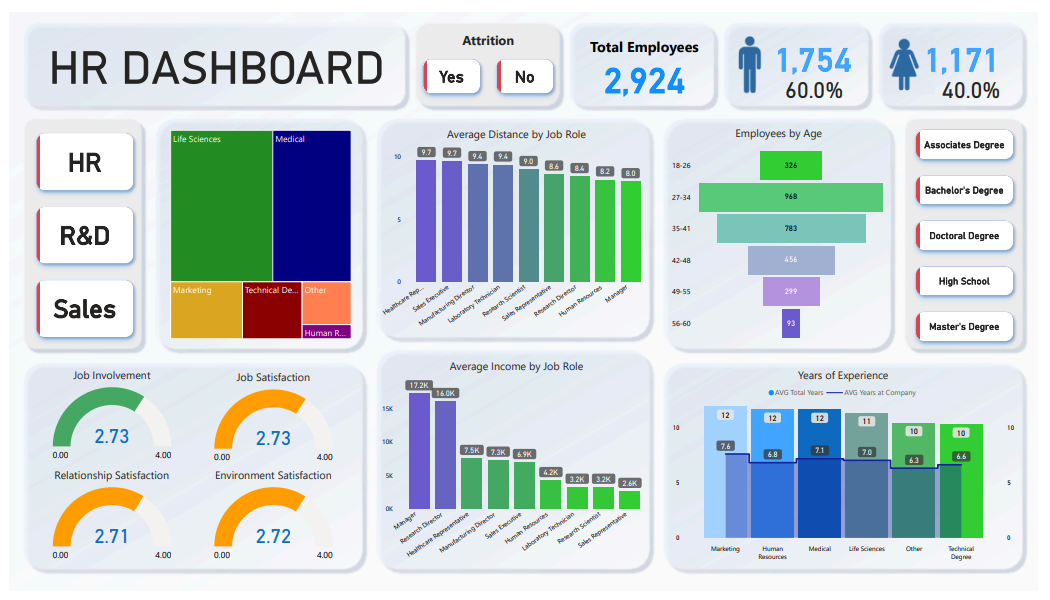 HR DASHBOARD
Attrition
Yes
No
Total Employees
2,924
1,754
60.0%
1,171
40.0%
HR
R&D
Sales
Life Sciences
Medical
Marketing
Technical De...
Other
Human R...
Average Distance by Job Role
10
5
0
9.7
9.7
9.4
9.4
9.0
8.6
8.4
8.2
8.0
Healthcare Rep...
Sales Executive
Manufacturing Director
Laboratory Technician
Research Scientist
Sales Representative
Research Director
Human Resources
Manager
Employees by Age
18-26
326
27-34
968
35-41
783
42-48
456
49-55
299
56-60
93
Associates Degree
Bachelor's Degree
Doctoral Degree
High School
Master's Degree
Job Involvement
2.73
0.00
4.00
Job Satisfaction
2.73
0.00
4.00
Relationship Satisfaction
2.71
0.00
4.00
Environment Satisfaction
2.72
0.00
4.00
Average Income by Job Role
15K
10K
5K
0K
17.2K
16.0K
7.5K
7.3K
6.9K
4.2K
3.2K
3.2K
2.6K
Manager
Research Director
Healthcare Representative
Manufacturing Director
Sales Executive
Human Resources
Laboratory Technician
Research Scientist
Sales Representative
Years of Experience
AVG Total Years
AVG Years at Company
10
5
0
12
12
12
11
10
10
7.6
6.8
7.1
7.0
6.3
6.6
10
5
0
Marketing
Human
Resources
Medical
Life Sciences
Other
Technical
Degree